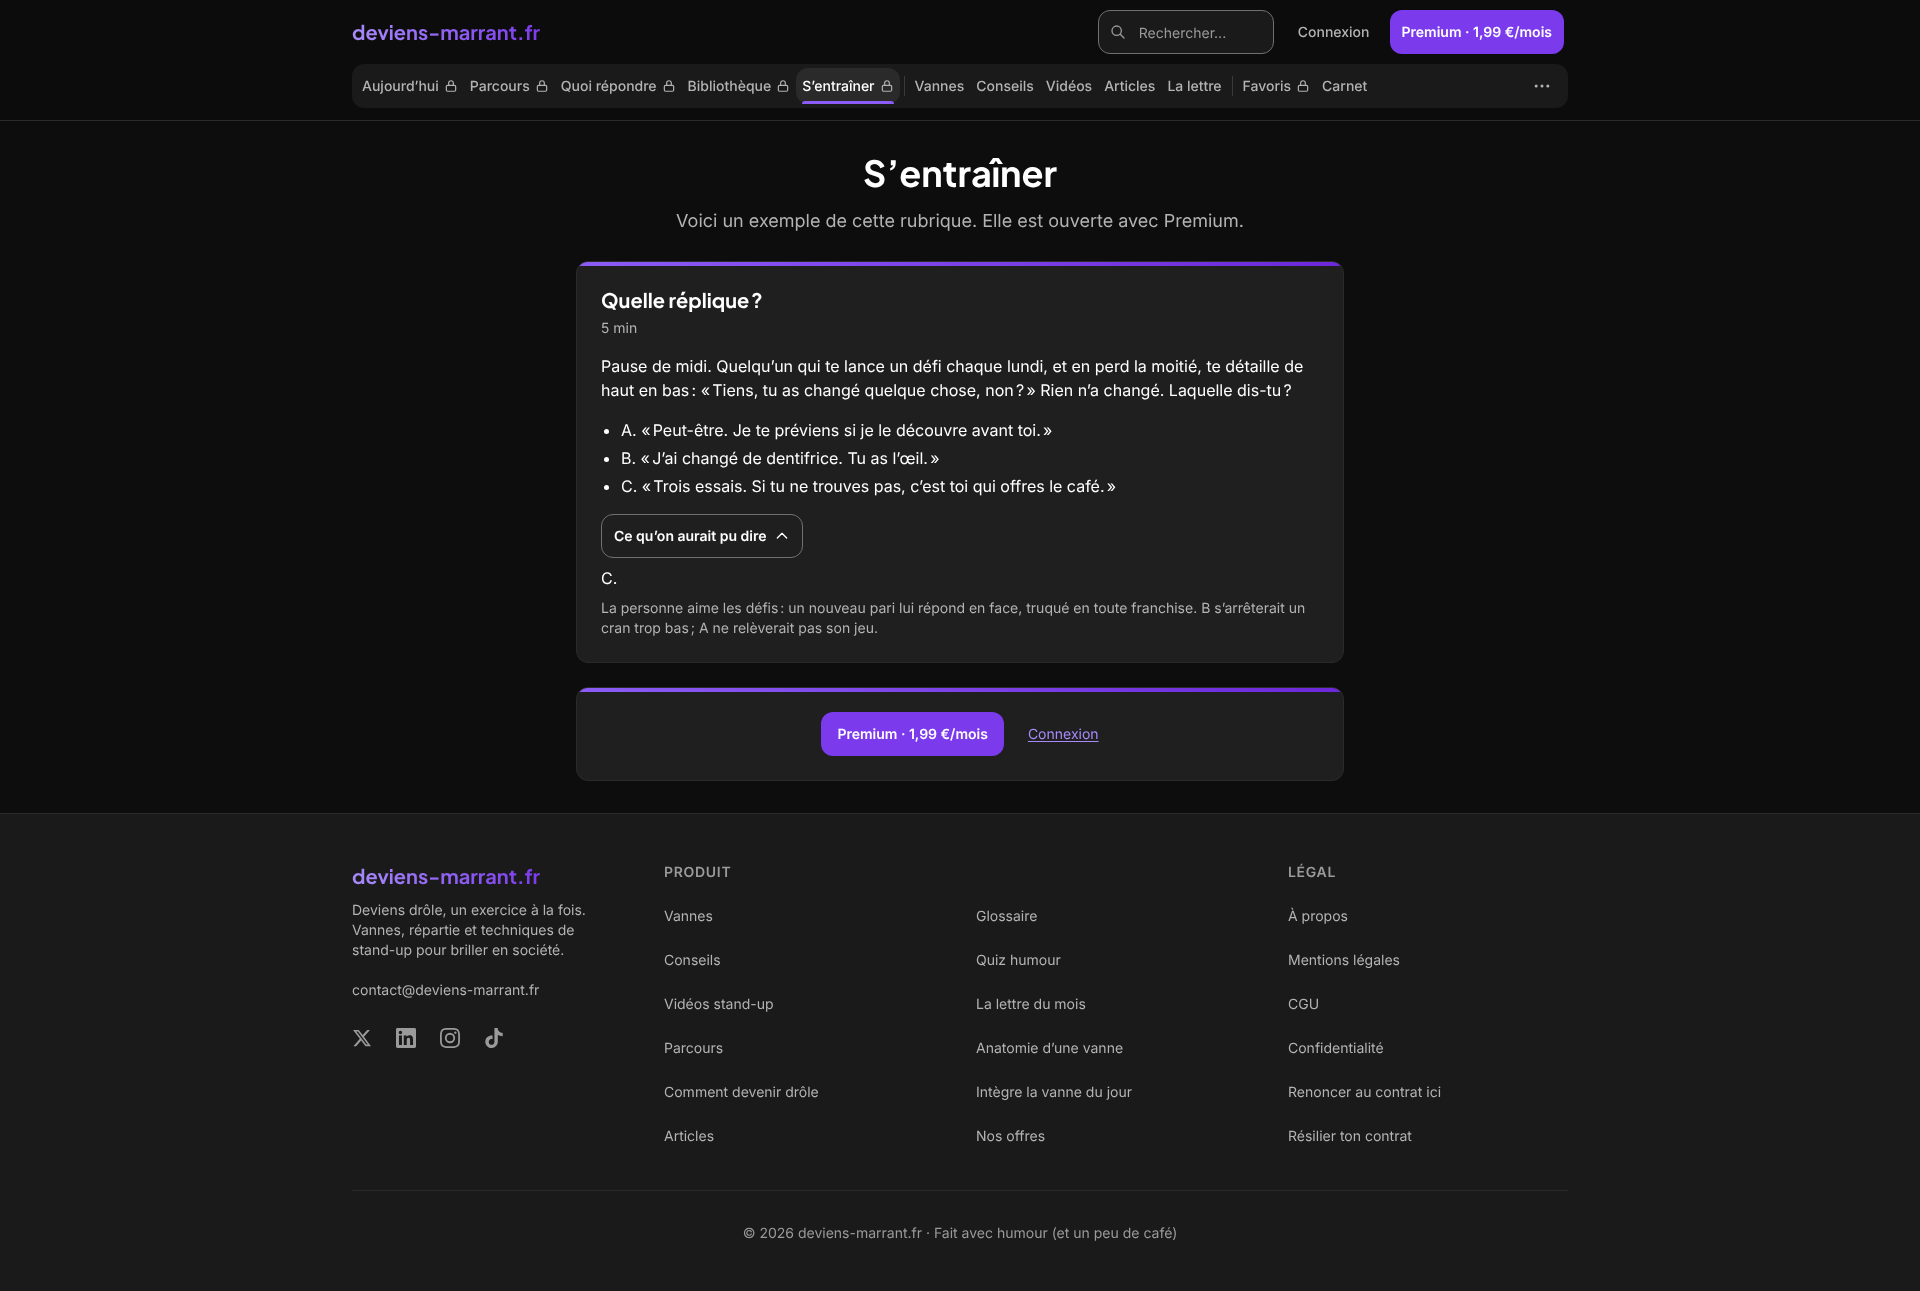 deviens-marrant.fr
Rechercher...
Connexion
Premium · 1,99 €/mois
Aujourd’hui
Parcours
Quoi répondre
Bibliothèque
S’entraîner
Vannes
Conseils
Vidéos
Articles
La lettre
Favoris
Carnet
S’entraîner
Voici un exemple de cette rubrique. Elle est ouverte avec Premium.
Quelle réplique ?
5 min
Pause de midi. Quelqu’un qui te lance un défi chaque lundi, et en perd la moitié, te détaille de
haut en bas : « Tiens, tu as changé quelque chose, non ? » Rien n’a changé. Laquelle dis-tu ?
• A. « Peut-être. Je te préviens si je le découvre avant toi. »
• B. « J’ai changé de dentifrice. Tu as l’œil. »
• C. « Trois essais. Si tu ne trouves pas, c’est toi qui offres le café. »
Ce qu’on aurait pu dire
C.
La personne aime les défis : un nouveau pari lui répond en face, truqué en toute franchise. B s’arrêterait un
cran trop bas ; A ne relèverait pas son jeu.
Premium · 1,99 €/mois
Connexion
deviens-marrant.fr
Deviens drôle, un exercice à la fois.
Vannes, répartie et techniques de
stand-up pour briller en société.
contact@deviens-marrant.fr
PRODUIT
Vannes
Conseils
Vidéos stand-up
Parcours
Comment devenir drôle
Articles
Glossaire
Quiz humour
La lettre du mois
Anatomie d’une vanne
Intègre la vanne du jour
Nos offres
LÉGAL
À propos
Mentions légales
CGU
Confidentialité
Renoncer au contrat ici
Résilier ton contrat
© 2026 deviens-marrant.fr · Fait avec humour (et un peu de café)